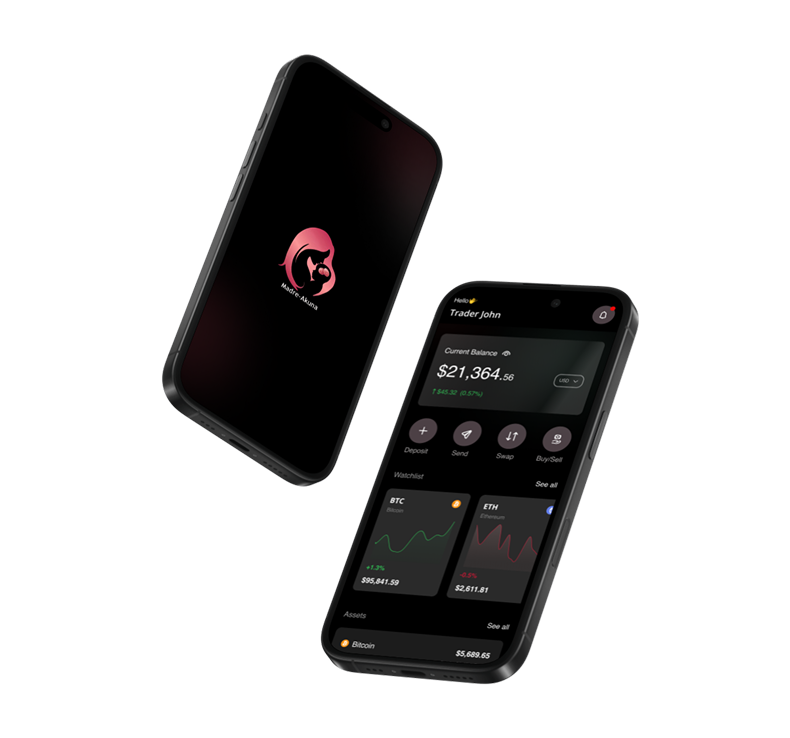 Madre-Akuna
Hello👋
Trader John
Current Balance
$21,364.56
USD
↑ $45.32 (0.57%)
Deposit
Send
Swap
Buy/Sell
Watchlist
See all
BTC
Bitcoin
+1.3%
$95,841.59
ETH
Ethereum
-0.8%
$2,611.81
Assets
See all
Bitcoin
$5,689.65